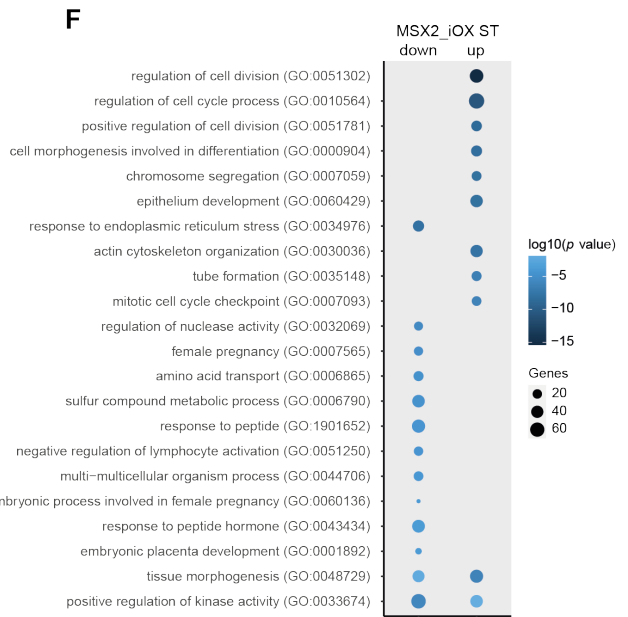 F
MSX2_iOX ST
down up
regulation of cell division (GO:0051302)
regulation of cell cycle process (GO:0010564)
positive regulation of cell division (GO:0051781)
cell morphogenesis involved in differentiation (GO:0000904)
chromosome segregation (GO:0007059)
epithelium development (GO:0060429)
response to endoplasmic reticulum stress (GO:0034976)
actin cytoskeleton organization (GO:0030036)
tube formation (GO:0035148)
mitotic cell cycle checkpoint (GO:0007093)
regulation of nuclease activity (GO:0032069)
female pregnancy (GO:0007565)
amino acid transport (GO:0006865)
sulfur compound metabolic process (GO:0006790)
response to peptide (GO:1901652)
negative regulation of lymphocyte activation (GO:0051250)
multi−multicellular organism process (GO:0044706)
mbryonic process involved in female pregnancy (GO:0060136)
response to peptide hormone (GO:0043434)
embryonic placenta development (GO:0001892)
tissue morphogenesis (GO:0048729)
positive regulation of kinase activity (GO:0033674)
log10(p value)
−5
−10
−15
Genes
20
40
60